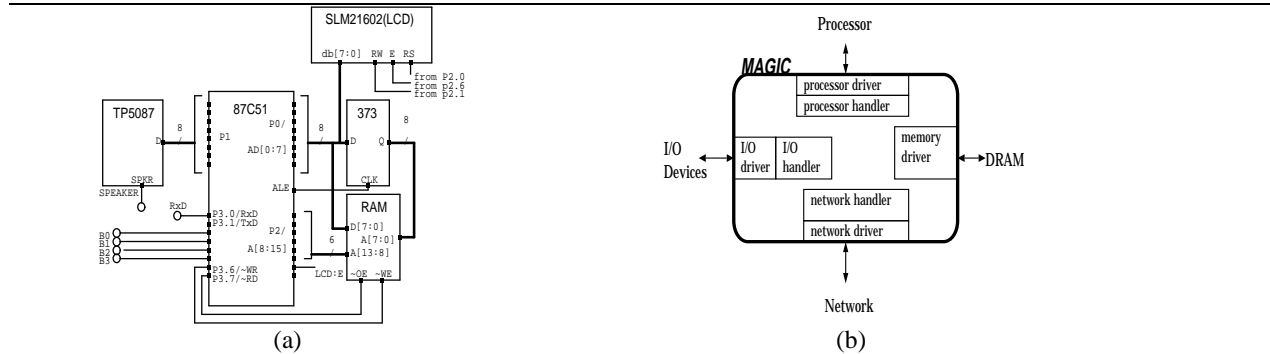 SLM21602(LCD)
db[7:0] RW E RS
from P2.0
from p2.6
from p2.1
TP5087
D
SPKR
SPEAKER
8
87C51
P1
P0/
AD[0:7]
ALE
8
373
D Q
CLK
8
RxD
P3.0/RxD
P3.1/TxD
B0
B1
B2
B3
P2/
A[8:15]
P3.6/~WR
P3.7/~RD
6
LCD:E
RAM
D[7:0]
A[7:0]
A[13:8]
~OE ~WE
(a)
Processor
MAGIC
processor driver
processor handler
I/O
Devices
I/O
driver
I/O
handler
memory
driver
DRAM
network handler
network driver
Network
(b)